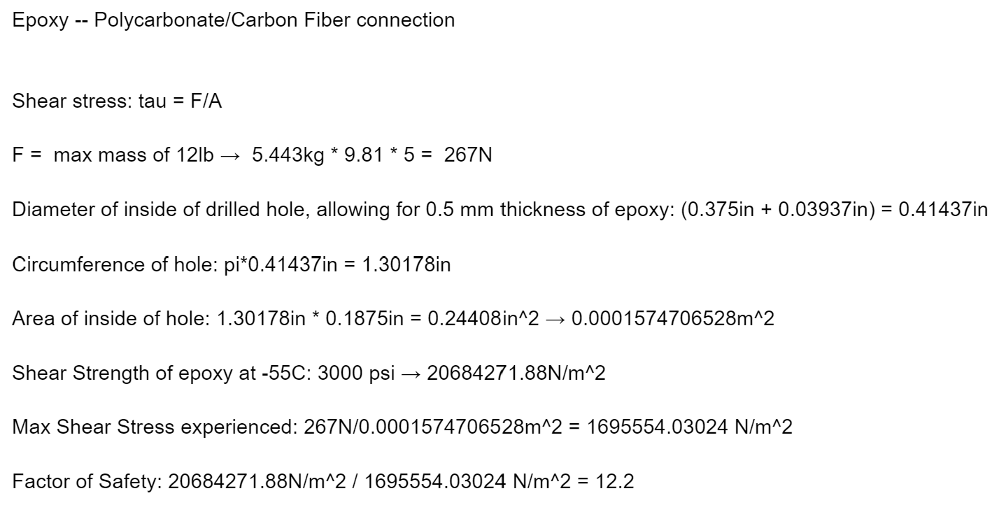 Epoxy -- Polycarbonate/Carbon Fiber connection
Shear stress: tau = F/A
F =  max mass of 12lb →  5.443kg * 9.81 * 5 =  267N
Diameter of inside of drilled hole, allowing for 0.5 mm thickness of epoxy: (0.375in + 0.03937in) = 0.41437in
Circumference of hole: pi*0.41437in = 1.30178in
Area of inside of hole: 1.30178in * 0.1875in = 0.24408in^2 → 0.0001574706528m^2
Shear Strength of epoxy at -55C: 3000 psi → 20684271.88N/m^2
Max Shear Stress experienced: 267N/0.0001574706528m^2 = 1695554.03024 N/m^2
Factor of Safety: 20684271.88N/m^2 / 1695554.03024 N/m^2 = 12.2